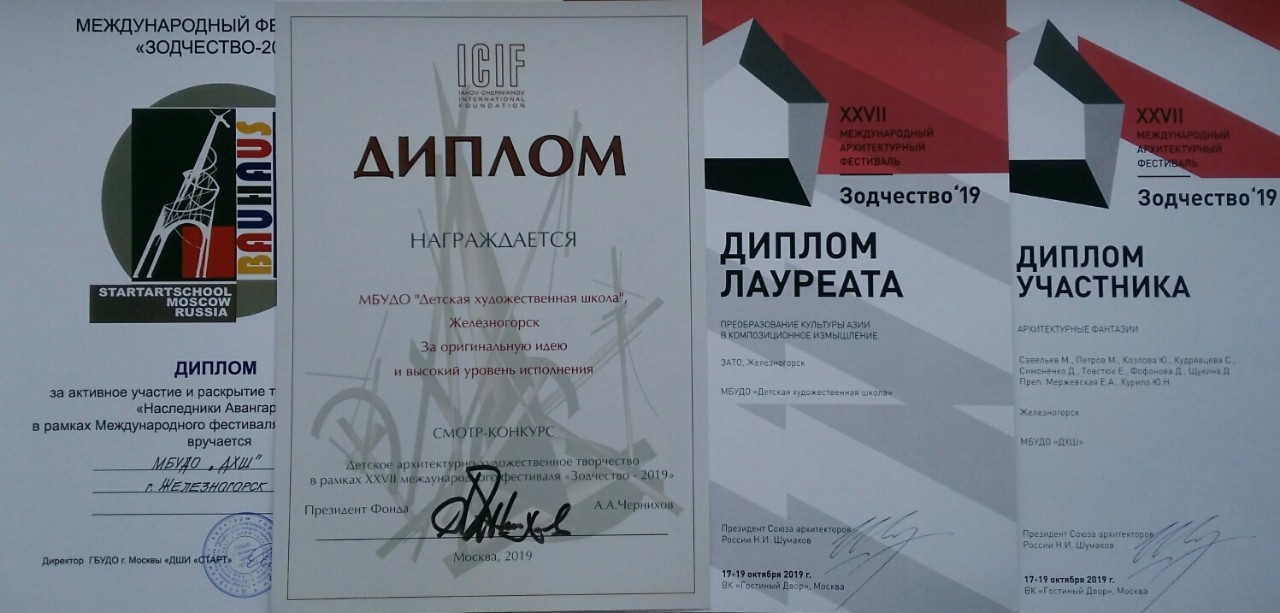 МЕЖДУНАРОДНЫЙ ФЕ
«ЗОДЧЕСТВО-20
BAUHAUS
STARTARTSCHOOL
MOSCOW
RUSSIA
ДИПЛОМ
за активное участие и раскрытие т
«Наследники Авангар
в рамках Международного фестивал
вручается
МБУДО „ДХШ"
г. ЖЕЛЕЗНОГОРСК
Директор ГБУДО г. Москвы «ДШИ «СТАРТ»
ICIF
IAKOV CHERNIKHOV
INTERNATIONAL
FOUNDATION
ДИПЛОМ
НАГРАЖДАЕТСЯ
МБУДО "Детская художественная школа",
Железногорск
За оригинальную идею
и высокий уровень исполнения
СМОТР-КОНКУРС
Детское архитектурно-художественное творчество
в рамках XXVII международного фестиваля «Зодчество - 2019»
Президент Фонда
А.А.Чернихов
Москва, 2019
XXVII
МЕЖДУНАРОДНЫЙ
АРХИТЕКТУРНЫЙ
ФЕСТИВАЛЬ
Зодчество'19
ДИПЛОМ
ЛАУРЕАТА
ПРЕОБРАЗОВАНИЕ КУЛЬТУРЫ АЗИИ
В КОМПОЗИЦИОННОЕ ИЗМЫШЛЕНИЕ.
ЗАТО, Железногорск
МБУДО «Детская художественная школа»
Президент Союза архитекторов
России Н.И. Шумаков
17-19 октября 2019 г.
ВК «Гостиный Двор», Москва
XXVII
МЕЖДУНАРОДНЫЙ
АРХИТЕКТУРНЫЙ
ФЕСТИВАЛЬ
Зодчество'19
ДИПЛОМ
УЧАСТНИКА
АРХИТЕКТУРНЫЕ ФАНТАЗИИ
Савельев М., Петров М., Козлова Ю., Кудрявцева С.,
Симоненко Д., Товстюк Е., Фофонова Д., Щукина Д.
Преп. Мержевская Е.А., Курило Ю.Н.
Железногорск
МБУДО «ДХШ»
Президент Союза архитекторов
России Н.И. Шумаков
17-19 октября 2019 г.
ВК «Гостиный Двор», Москва